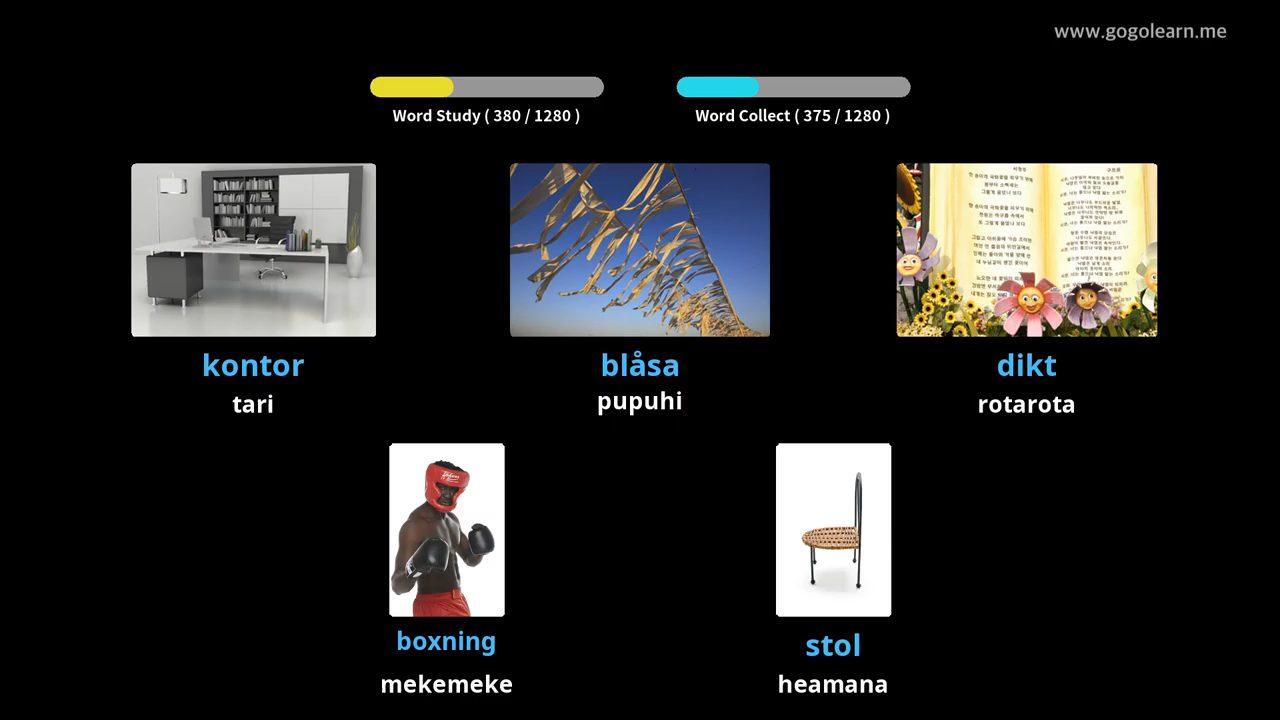 www.gogolearn.me
Word Study ( 380 / 1280 )
Word Collect ( 375 / 1280 )
kontor
tari
blåsa
pupuhi
dikt
rotarota
boxning
mekemeke
stol
heamana